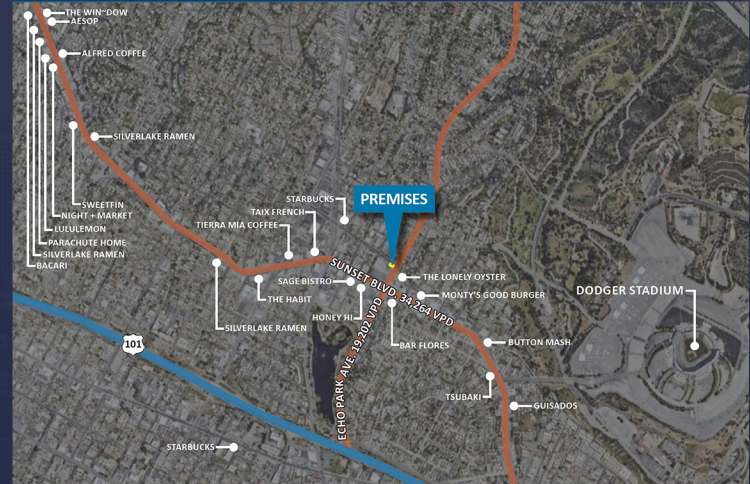 THE WIN~DOW
AESOP
ALFRED COFFEE
SILVERLAKE RAMEN
SWEETFIN
NIGHT + MARKET
LULULEMON
PARACHUTE HOME
SILVERLAKE RAMEN
BACARI
STARBUCKS
TAIX FRENCH
TIERRA MIA COFFEE
PREMISES
SUNSET BLVD. 34,264 VPD
THE LONELY OYSTER
SAGE BISTRO
MONTY'S GOOD BURGER
DODGER STADIUM
THE HABIT
HONEY HI
SILVERLAKE RAMEN
ECHO PARK AVE. 19,202 VPD
BAR FLORES
BUTTON MASH
101
TSUBAKI
GUISADOS
STARBUCKS